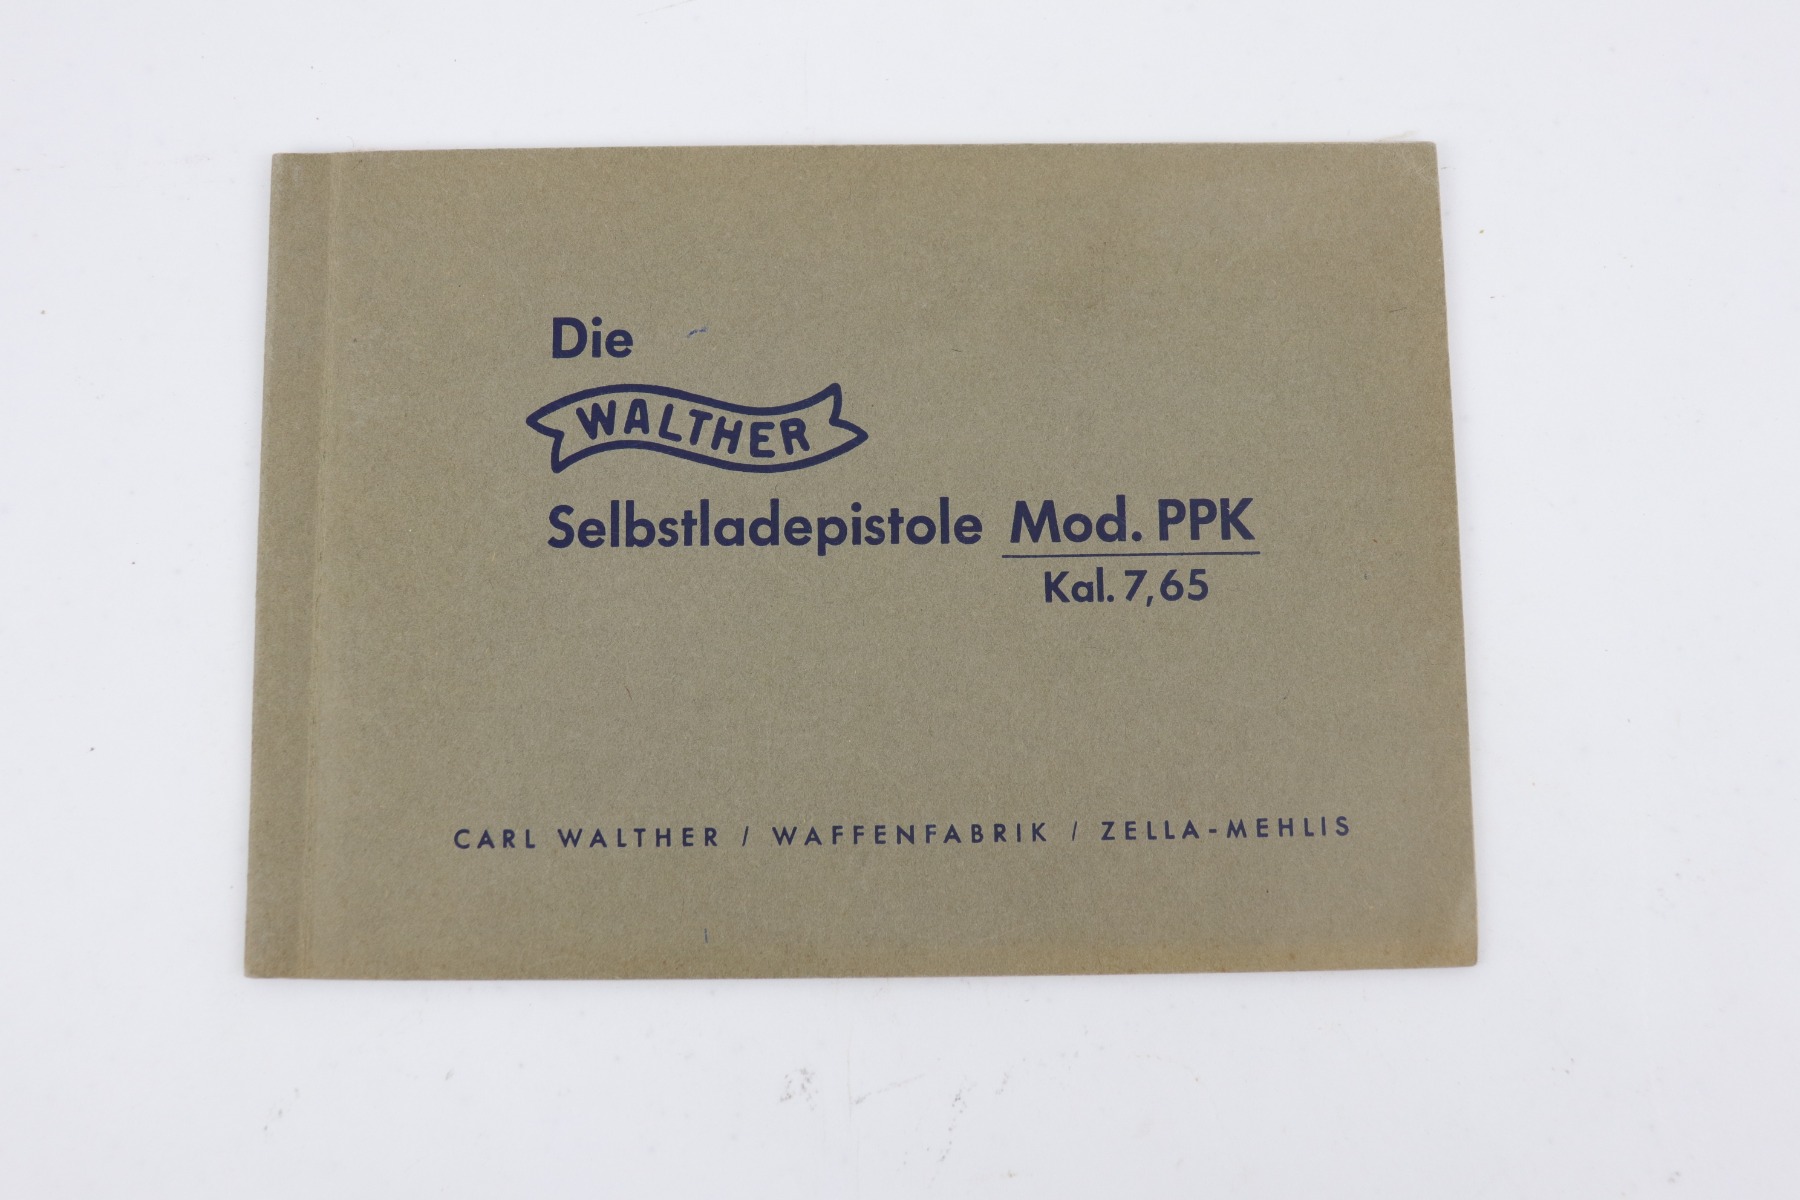 Die
WALTHER
Selbstladepistole Mod. PPK
Kal. 7,65
CARL WALTHER / WAFFENFABRIK / ZELLA-MEHLIS